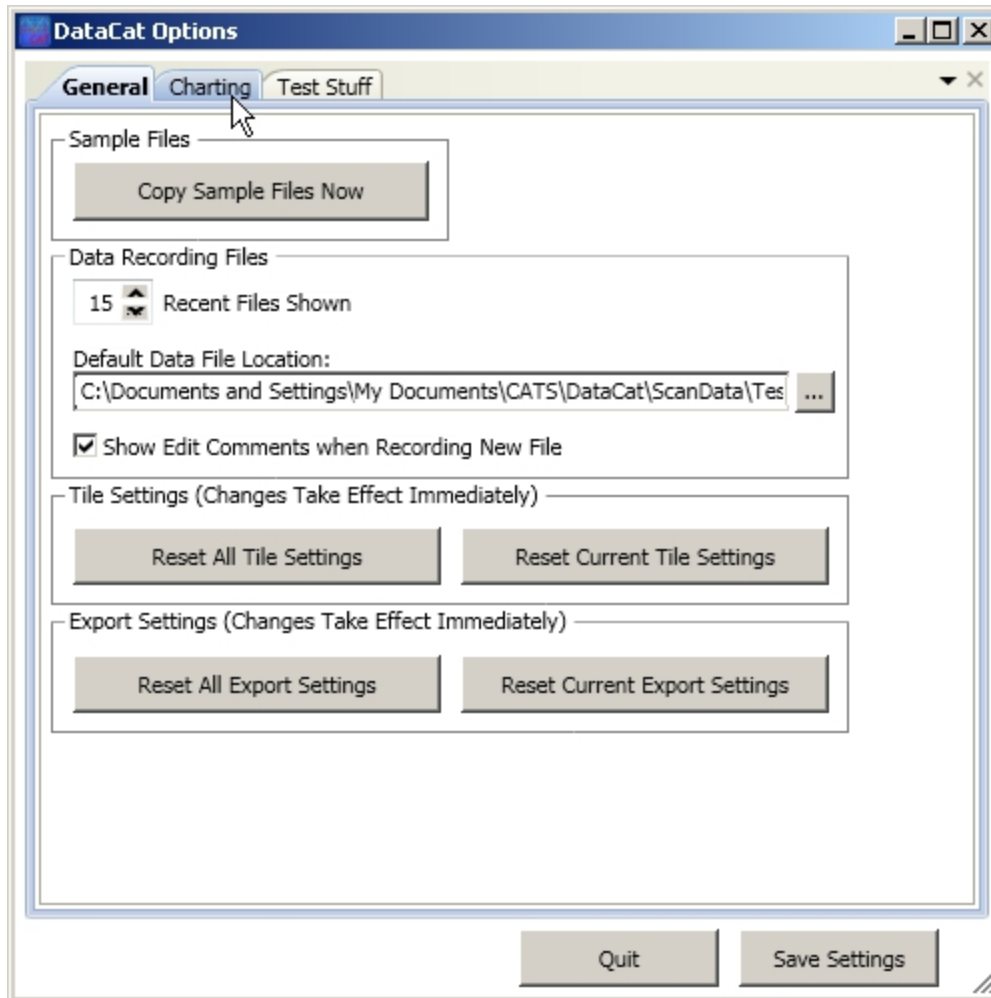 DataCat Options
General Charting Test Stuff
Sample Files
Copy Sample Files Now
Data Recording Files
15 Recent Files Shown
Default Data File Location:
C:\Documents and Settings\My Documents\CATS\DataCat\ScanData\Tes ...
Show Edit Comments when Recording New File
Tile Settings (Changes Take Effect Immediately)
Reset All Tile Settings Reset Current Tile Settings
Export Settings (Changes Take Effect Immediately)
Reset All Export Settings Reset Current Export Settings
Quit Save Settings